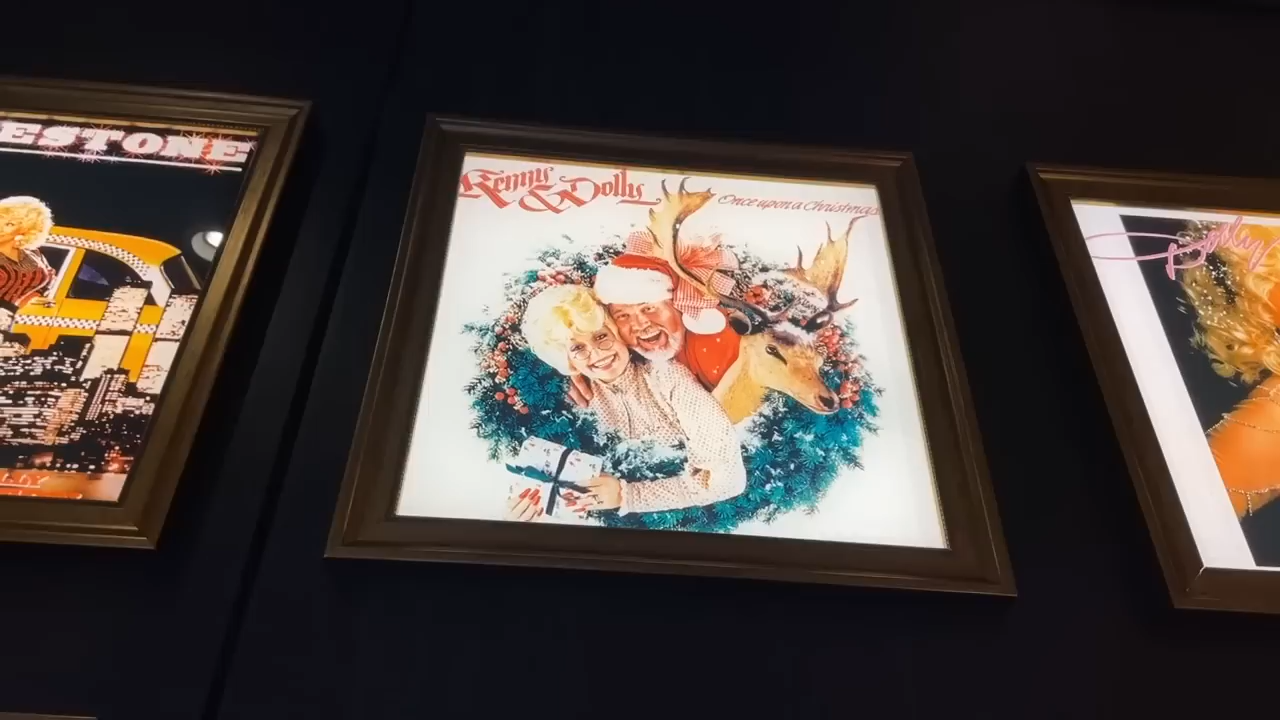 ESTONE
Kenny
& Dolly
Once upon a Christmas
Dolly